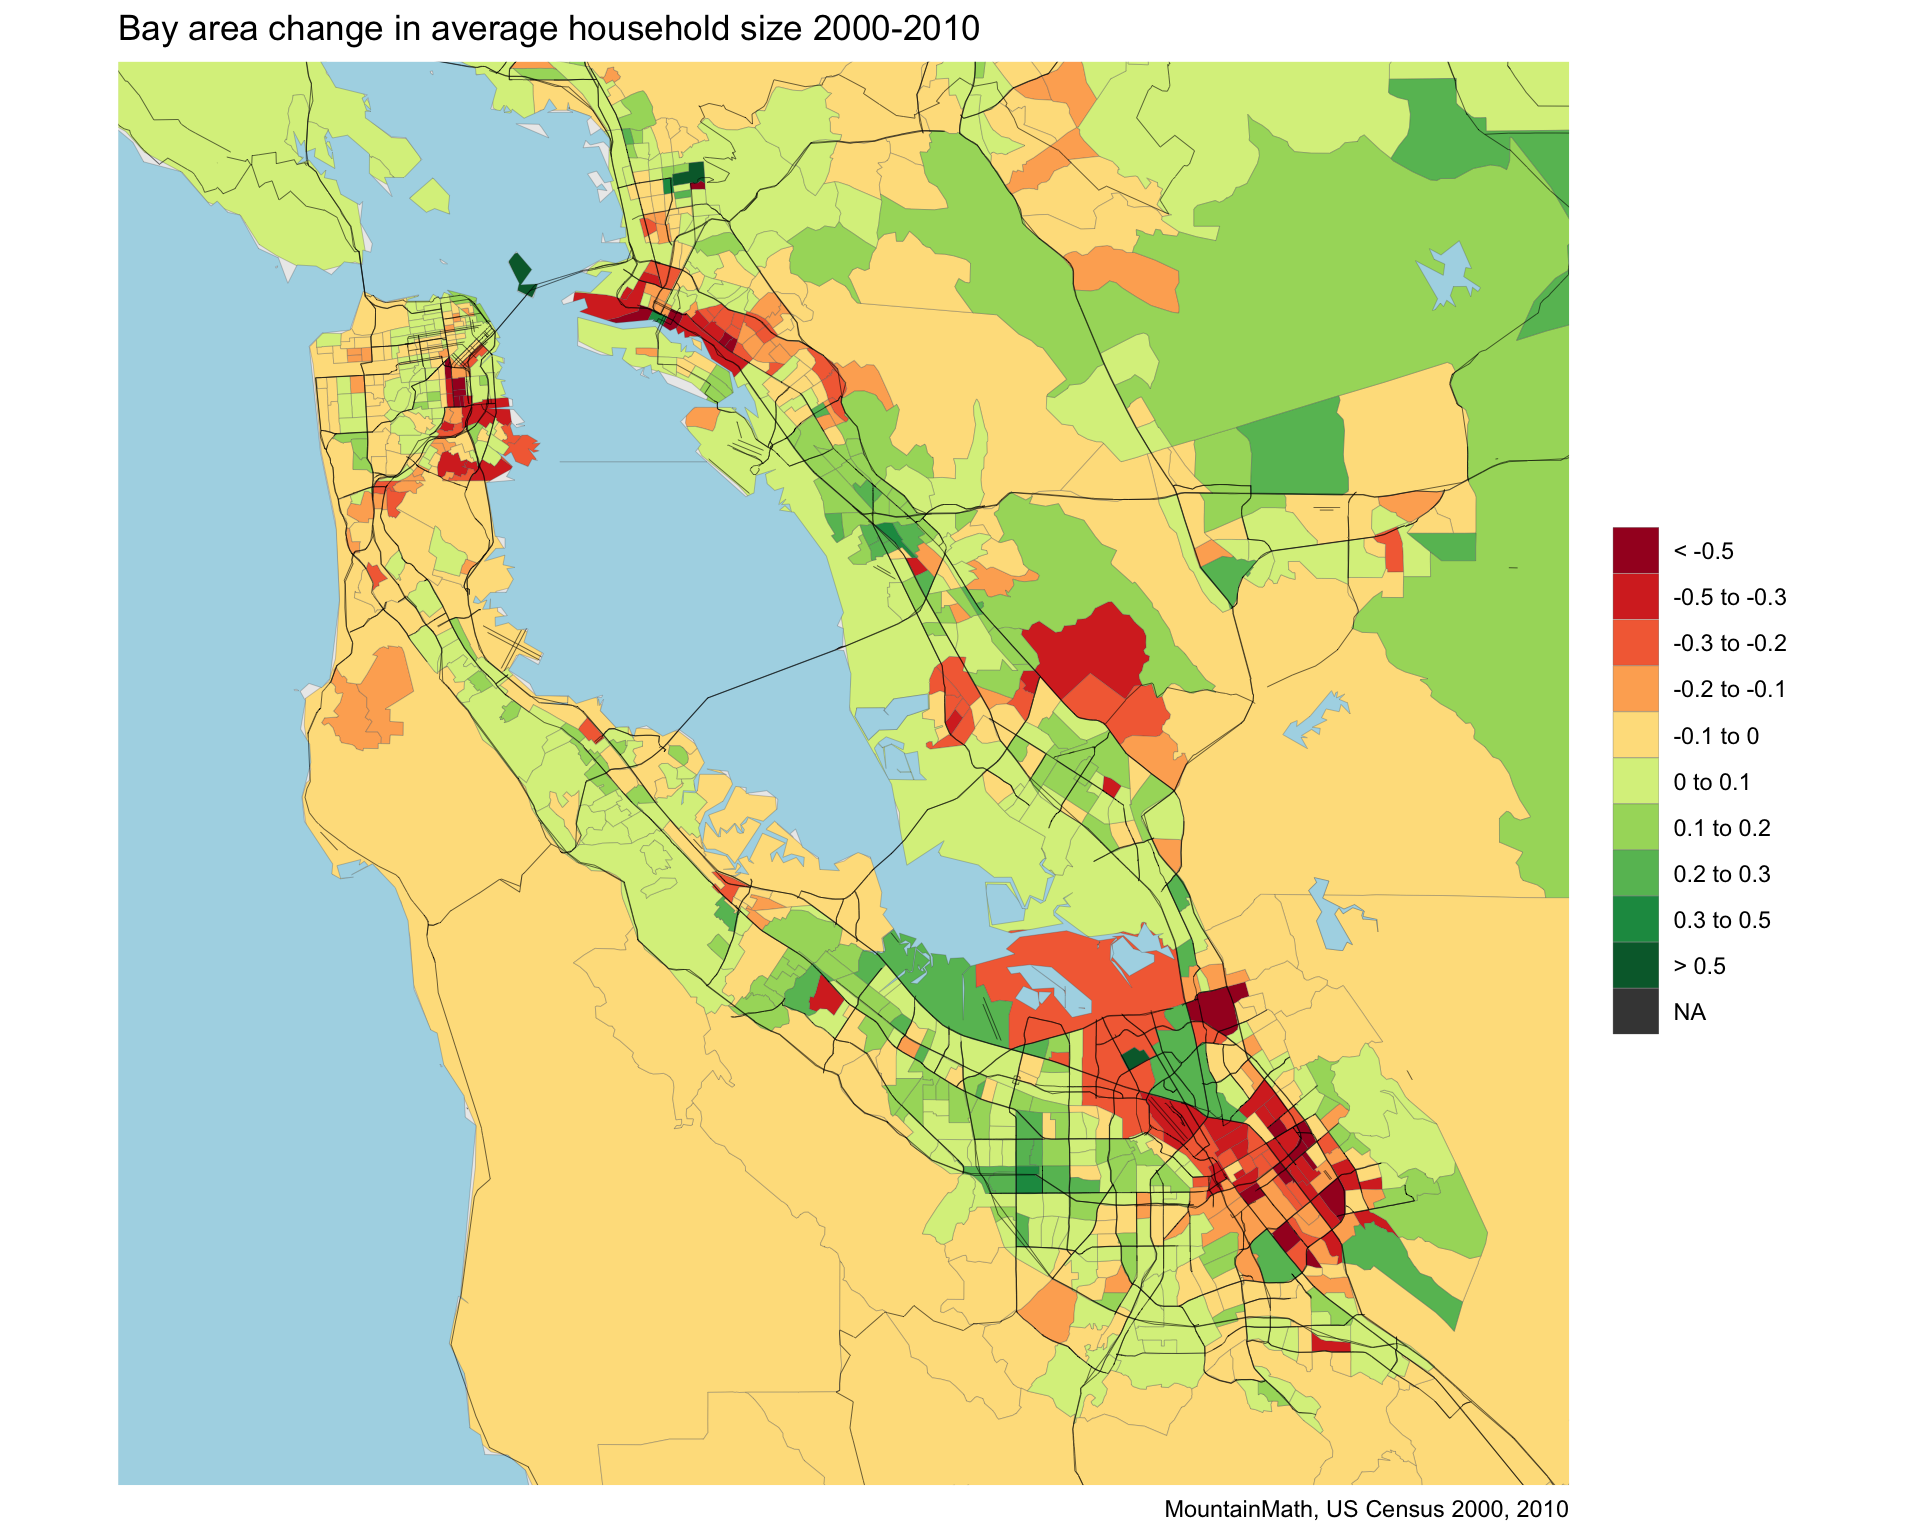 Bay area change in average household size 2000-2010
< -0.5
-0.5 to -0.3
-0.3 to -0.2
-0.2 to -0.1
-0.1 to 0
0 to 0.1
0.1 to 0.2
0.2 to 0.3
0.3 to 0.5
> 0.5
NA
MountainMath, US Census 2000, 2010